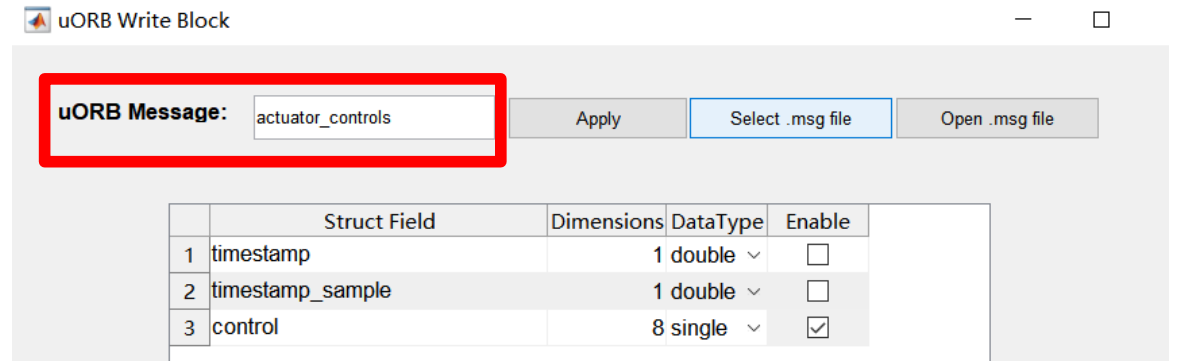 uORB Write Block
uORB Message: actuator_controls Apply Select .msg file Open .msg file
Struct Field Dimensions DataType Enable
1 timestamp 1 double
2 timestamp_sample 1 double
3 control 8 single